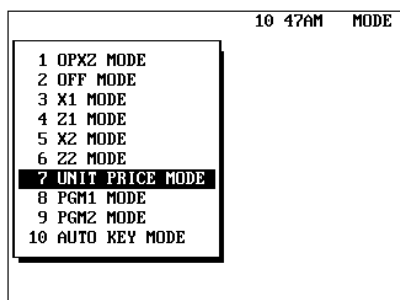 10 47AM MODE
1 OPXZ MODE
2 OFF MODE
3 X1 MODE
4 Z1 MODE
5 X2 MODE
6 Z2 MODE
7 UNIT PRICE MODE
8 PGM1 MODE
9 PGM2 MODE
10 AUTO KEY MODE